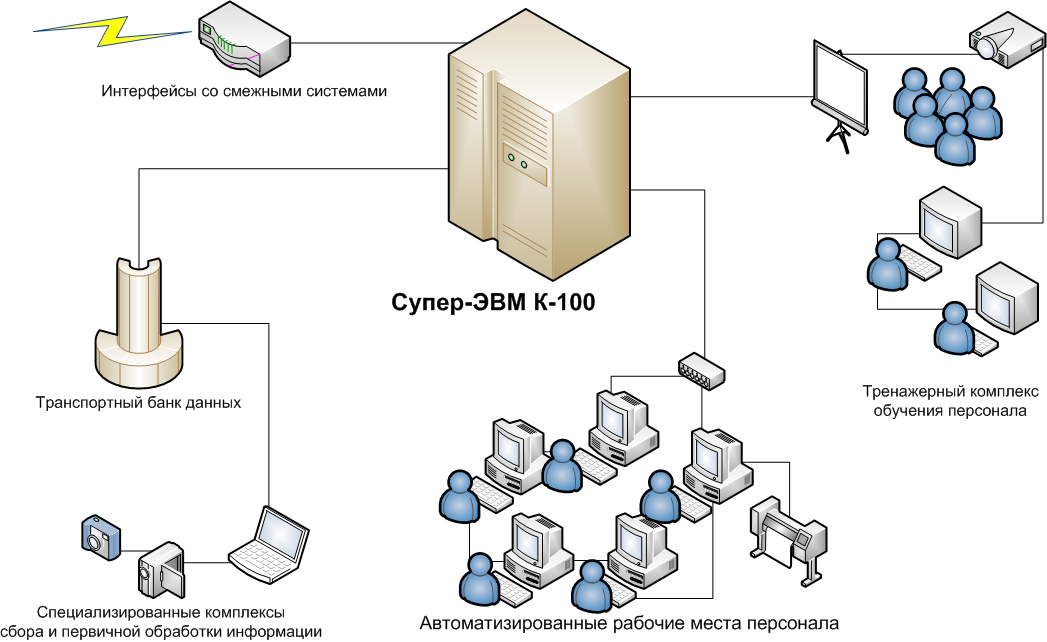 Интерфейсы со смежными системами
Супер-ЭВМ К-100
Транспортный банк данных
Тренажерный комплекс
обучения персонала
Специализированные комплексы
сбора и первичной обработки информации
Автоматизированные рабочие места персонала